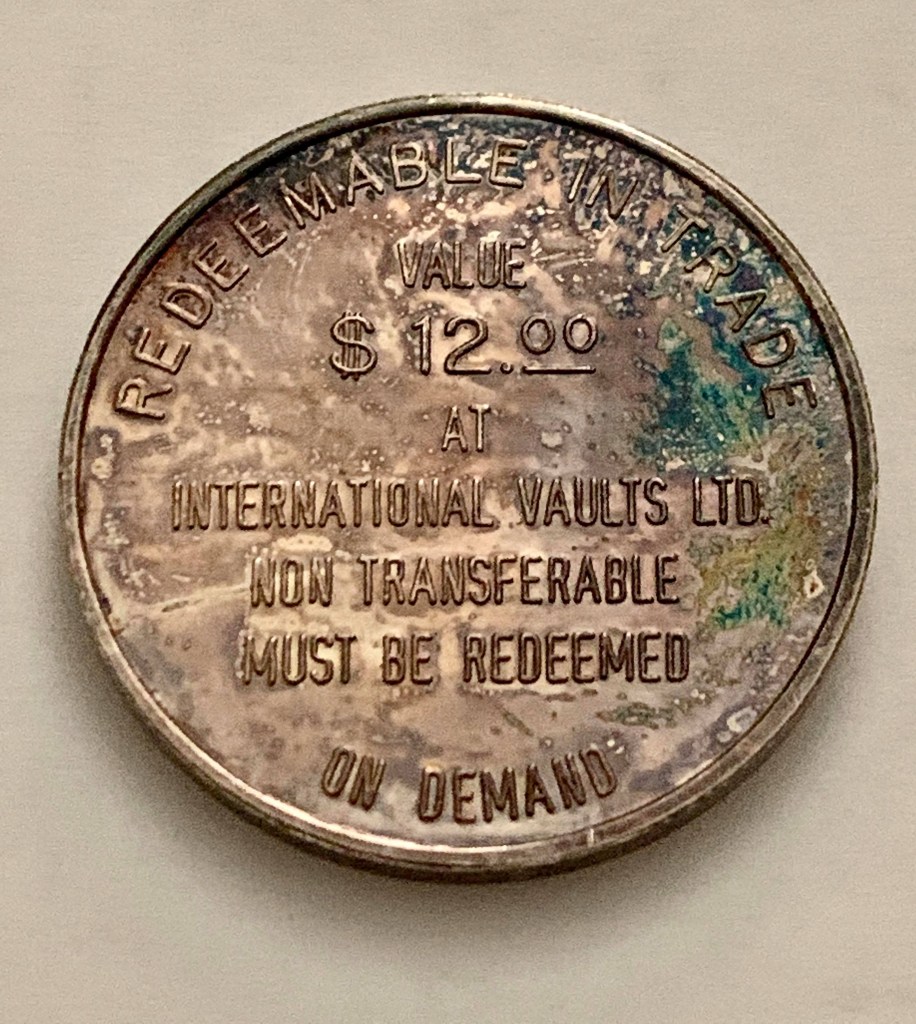 REDEEMABLE IN TRADE
VALUE
$ 12.00
AT
INTERNATIONAL VAULTS LTD.
NON TRANSFERABLE
MUST BE REDEEMED
ON DEMAND